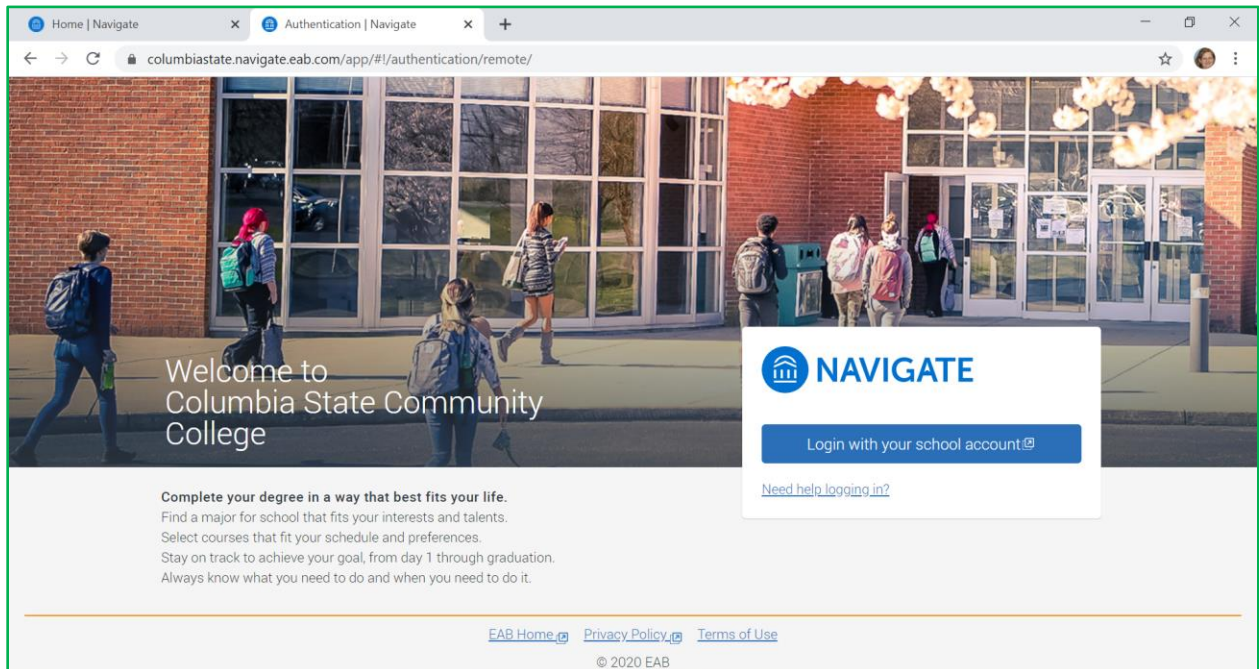 Home | Navigate
Authentication | Navigate
columbiastate.navigate.eab.com/app/#!/authentication/remote/
Welcome to
Columbia State Community
College
NAVIGATE
Login with your school account
Need help logging in?
Complete your degree in a way that best fits your life.
Find a major for school that fits your interests and talents.
Select courses that fit your schedule and preferences.
Stay on track to achieve your goal, from day 1 through graduation.
Always know what you need to do and when you need to do it.
EAB Home Privacy Policy Terms of Use
© 2020 EAB